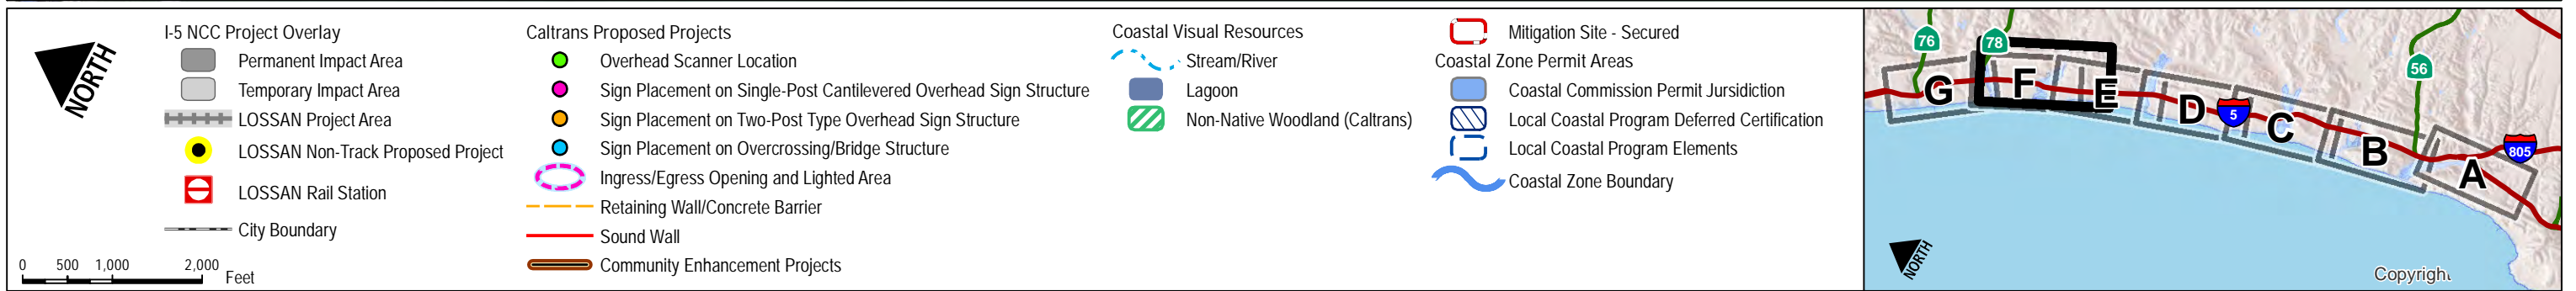 NORTH
0 500 1,000 2,000
Feet
I-5 NCC Project Overlay
Permanent Impact Area
Temporary Impact Area
LOSSAN Project Area
LOSSAN Non-Track Proposed Project
LOSSAN Rail Station
City Boundary
Caltrans Proposed Projects
Overhead Scanner Location
Sign Placement on Single-Post Cantilevered Overhead Sign Structure
Sign Placement on Two-Post Type Overhead Sign Structure
Sign Placement on Overcrossing/Bridge Structure
Ingress/Egress Opening and Lighted Area
Retaining Wall/Concrete Barrier
Sound Wall
Community Enhancement Projects
Coastal Visual Resources
Stream/River
Lagoon
Non-Native Woodland (Caltrans)
Mitigation Site - Secured
Coastal Zone Permit Areas
Coastal Commission Permit Jursidiction
Local Coastal Program Deferred Certification
Local Coastal Program Elements
Coastal Zone Boundary
76
78
56
G
F
E
D
5
C
B
805
A
NORTH
Copyright